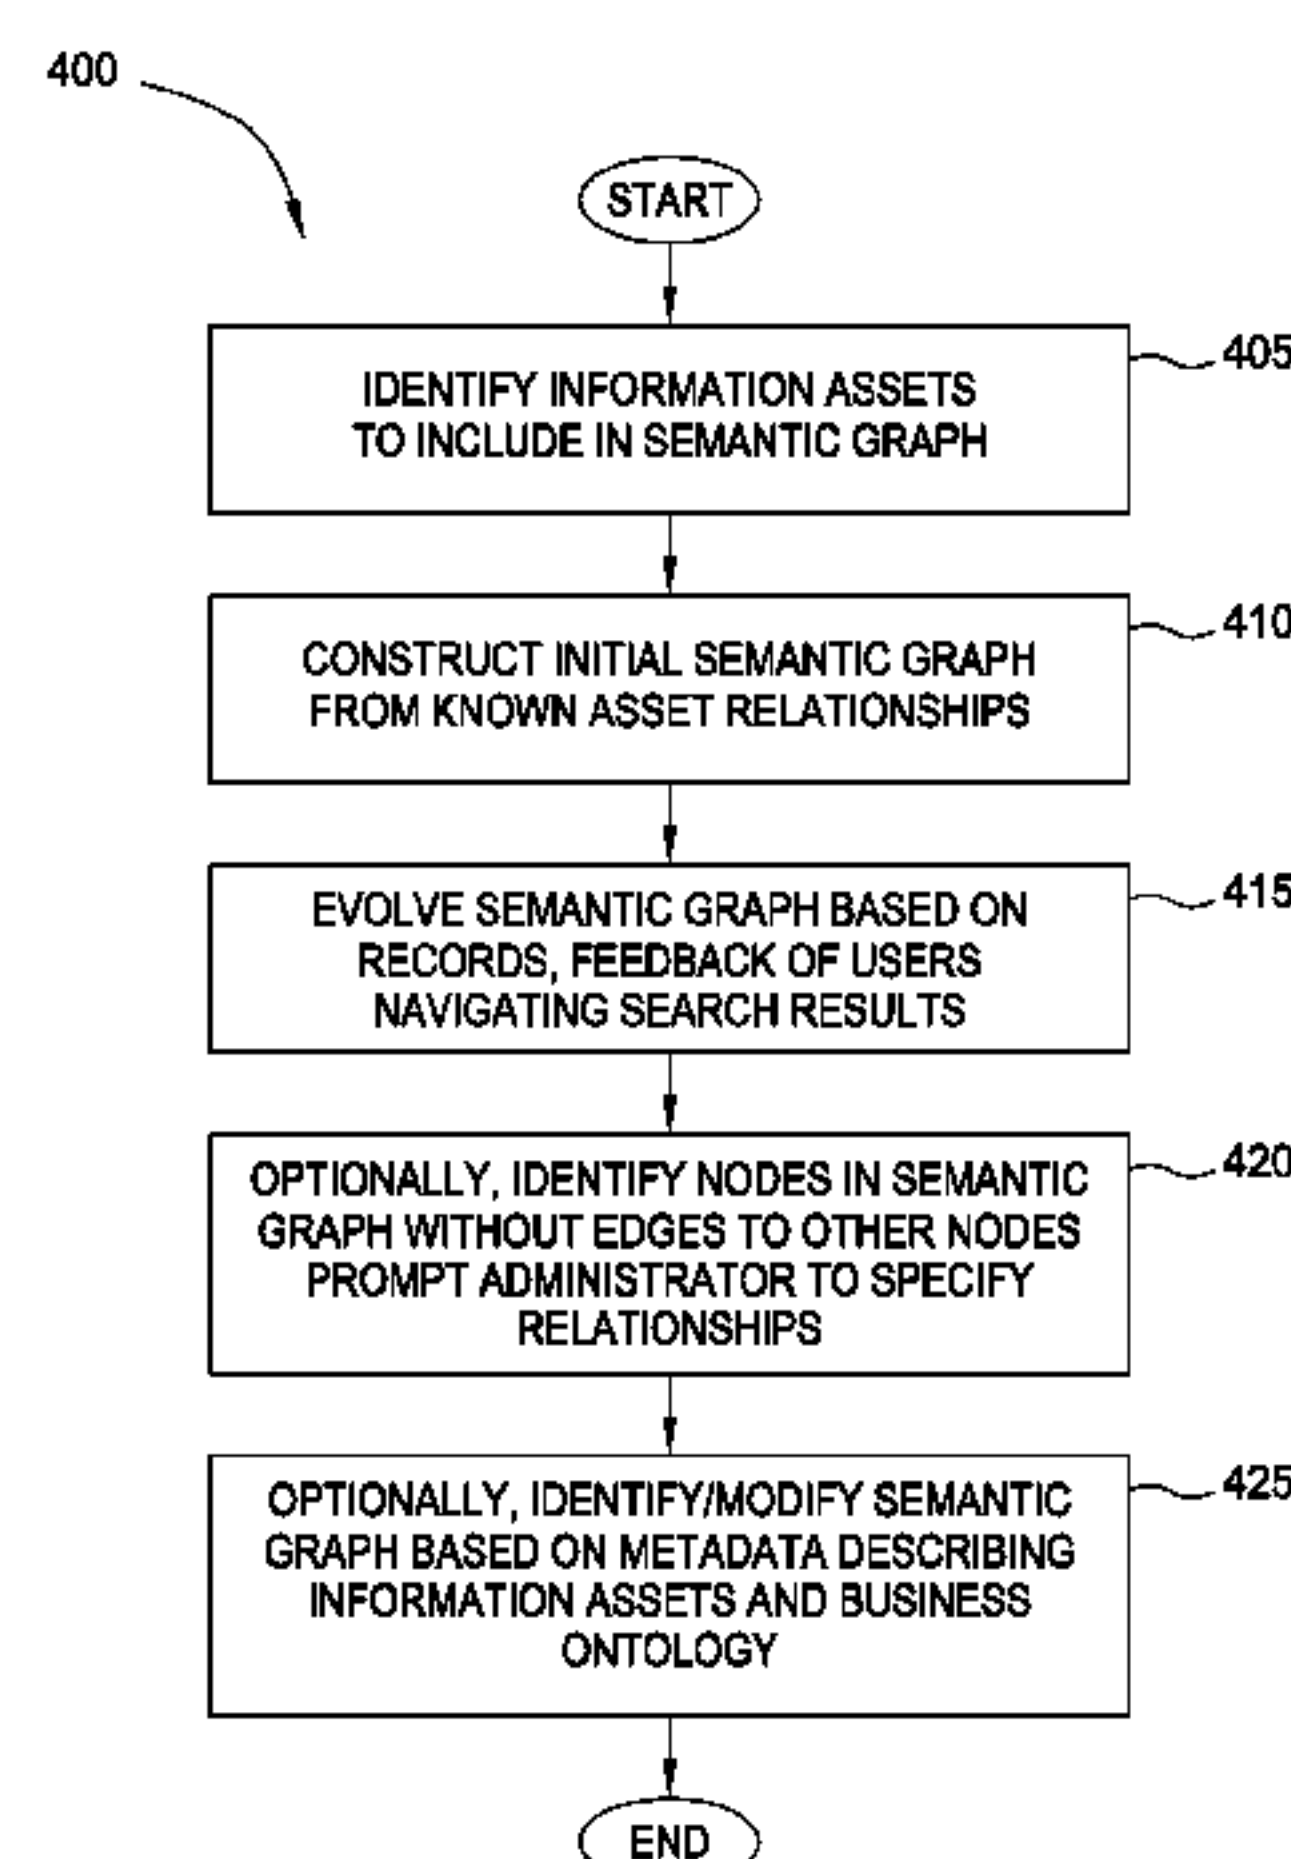 400
START
405
IDENTIFY INFORMATION ASSETS
TO INCLUDE IN SEMANTIC GRAPH
410
CONSTRUCT INITIAL SEMANTIC GRAPH
FROM KNOWN ASSET RELATIONSHIPS
415
EVOLVE SEMANTIC GRAPH BASED ON
RECORDS, FEEDBACK OF USERS
NAVIGATING SEARCH RESULTS
420
OPTIONALLY, IDENTIFY NODES IN SEMANTIC
GRAPH WITHOUT EDGES TO OTHER NODES
PROMPT ADMINISTRATOR TO SPECIFY
RELATIONSHIPS
425
OPTIONALLY, IDENTIFY/MODIFY SEMANTIC
GRAPH BASED ON METADATA DESCRIBING
INFORMATION ASSETS AND BUSINESS
ONTOLOGY
END